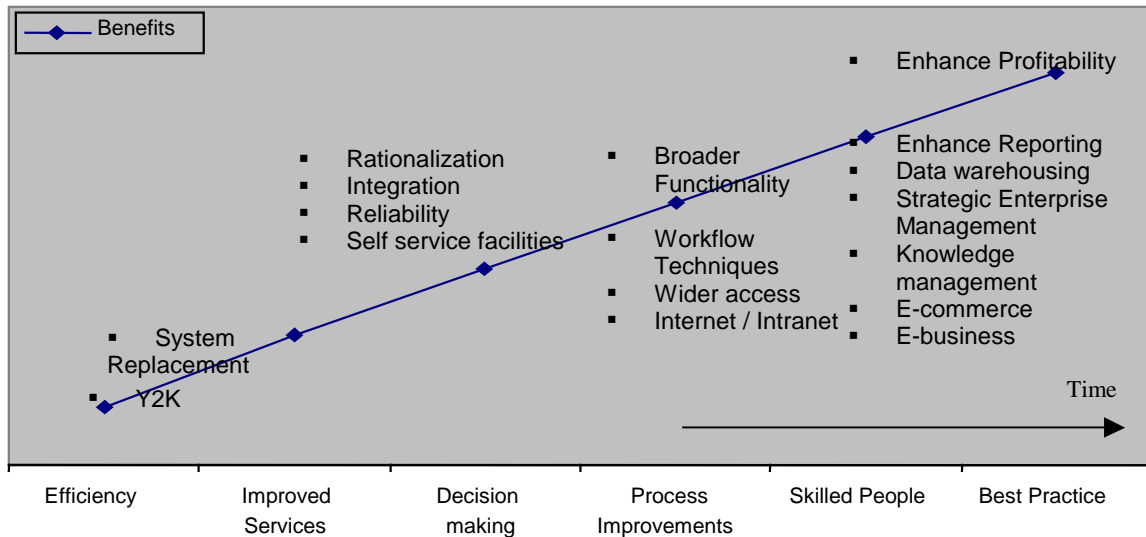 Benefits
▪ System
Replacement
▪ Y2K
▪ Rationalization
▪ Integration
▪ Reliability
▪ Self service facilities
▪ Broader
Functionality
▪ Workflow
Techniques
▪ Wider access
▪ Internet / Intranet
▪ Enhance Profitability
▪ Enhance Reporting
▪ Data warehousing
▪ Strategic Enterprise
Management
▪ Knowledge
management
▪ E-commerce
▪ E-business
Time
Efficiency
Improved
Services
Decision
making
Process
Improvements
Skilled People
Best Practice